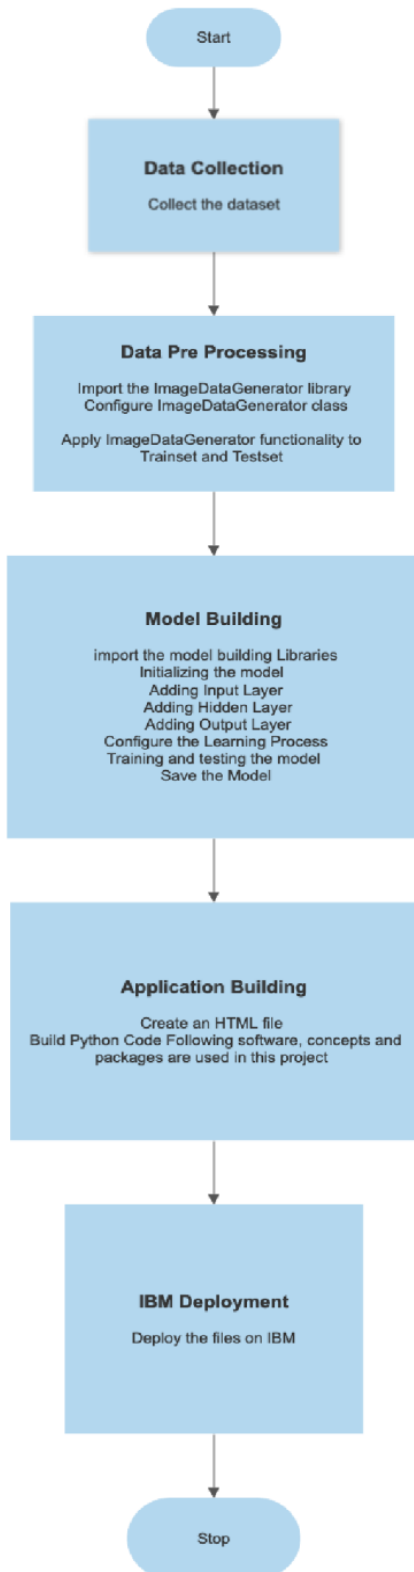 Start
Data Collection
Collect the dataset
Data Pre Processing
Import the ImageDataGenerator library
Configure ImageDataGenerator class
Apply ImageDataGenerator functionality to
Trainset and Testset
Model Building
import the model building Libraries
Initializing the model
Adding Input Layer
Adding Hidden Layer
Adding Output Layer
Configure the Learning Process
Training and testing the model
Save the Model
Application Building
Create an HTML file
Build Python Code Following software, concepts and
packages are used in this project
IBM Deployment
Deploy the files on IBM
Stop